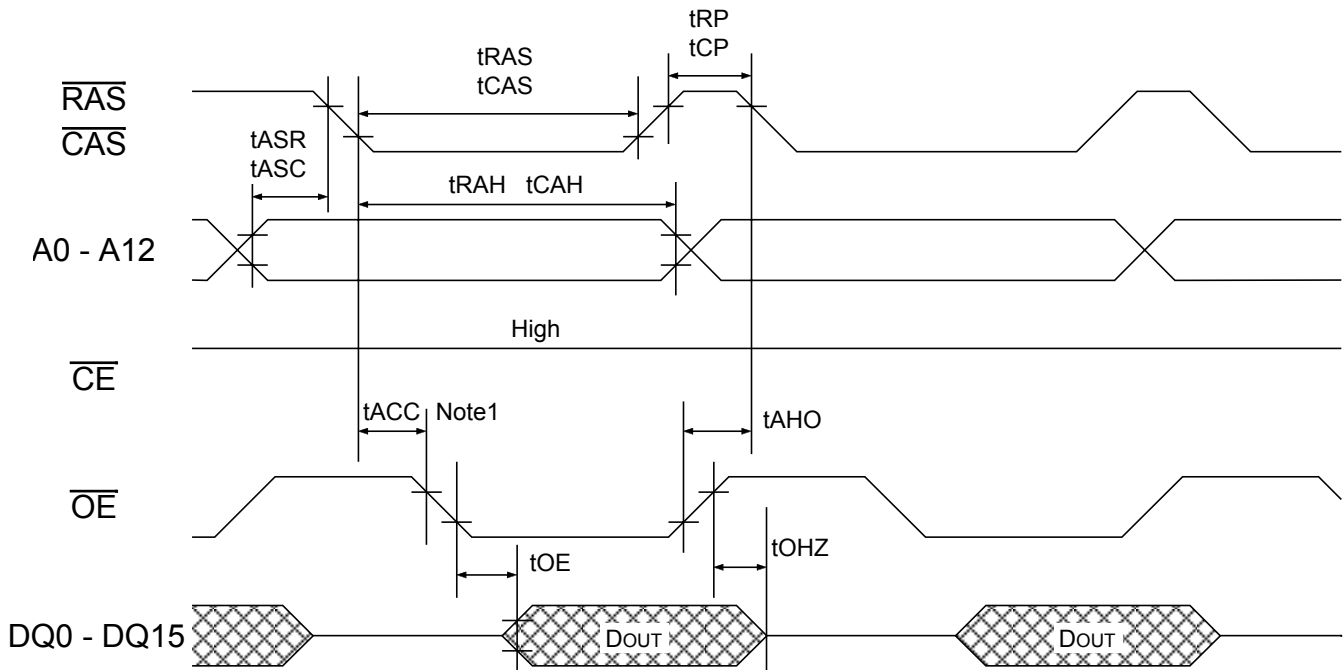 tRP
tCP
tRAS
tCAS
RAS
CAS
tASR
tASC
tRAH tCAH
A0 - A12
High
CE
tACC Note1
tAHO
OE
tOE
tOHZ
DQ0 - DQ15
DOUT
DOUT